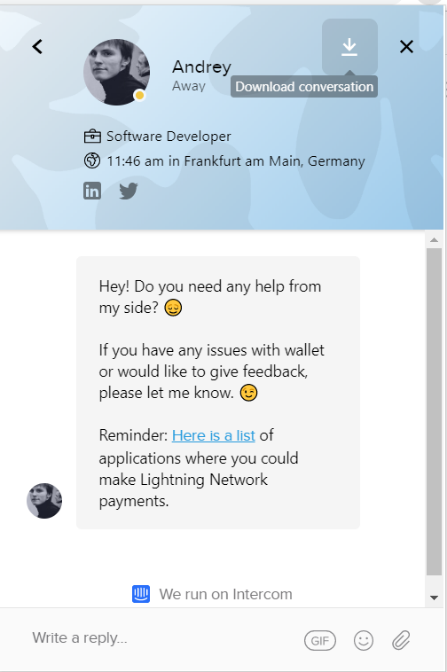 Andrey
Away
Download conversation
Software Developer
11:46 am in Frankfurt am Main, Germany
Hey! Do you need any help from
my side? 😌
If you have any issues with wallet
or would like to give feedback,
please let me know. 😉
Reminder: Here is a list of
applications where you could
make Lightning Network
payments.
We run on Intercom
Write a reply...
GIF